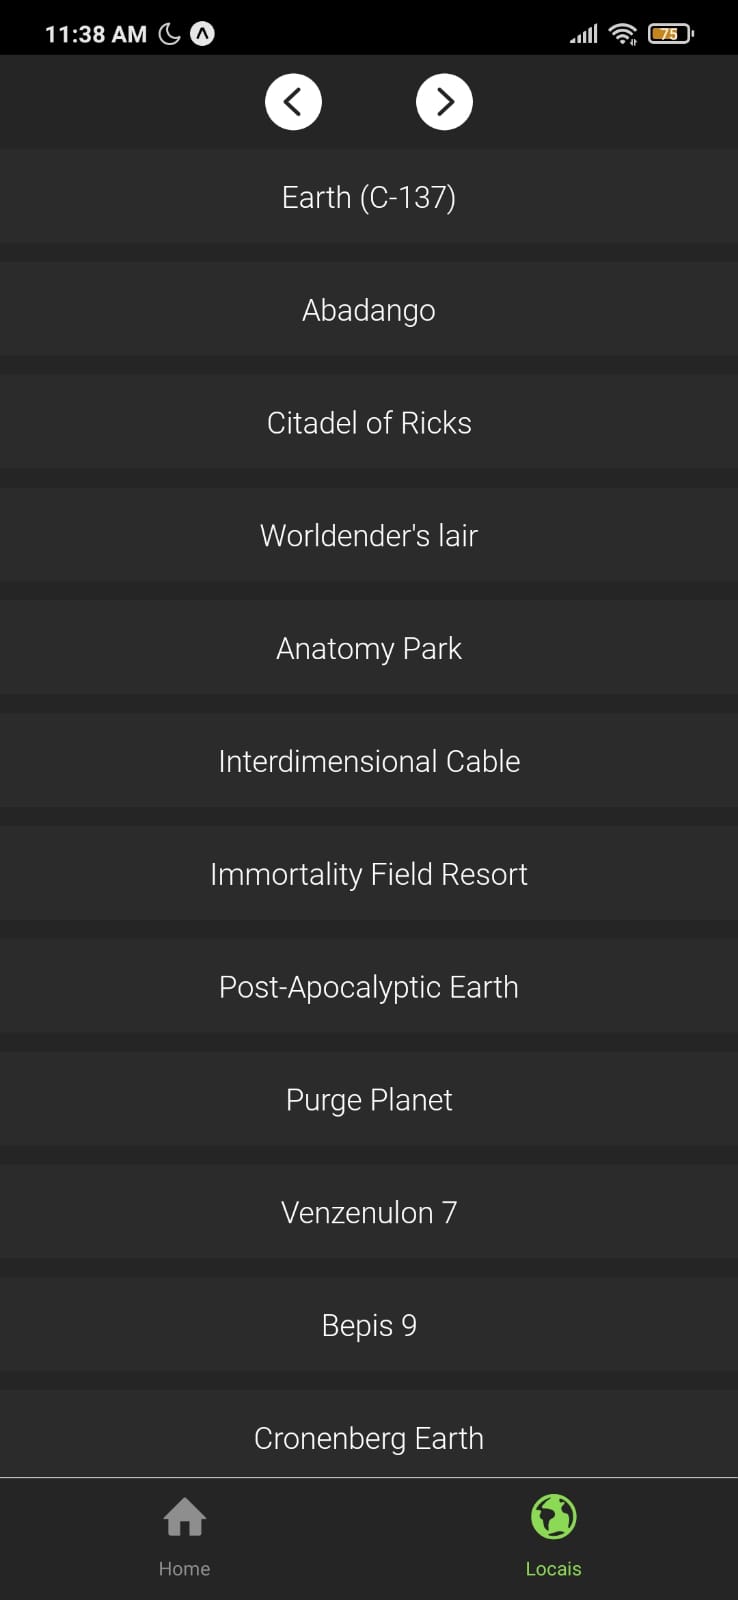 11:38 AM
75
Earth (C-137)
Abadango
Citadel of Ricks
Worldender's lair
Anatomy Park
Interdimensional Cable
Immortality Field Resort
Post-Apocalyptic Earth
Purge Planet
Venzenulon 7
Bepis 9
Cronenberg Earth
Home
Locais